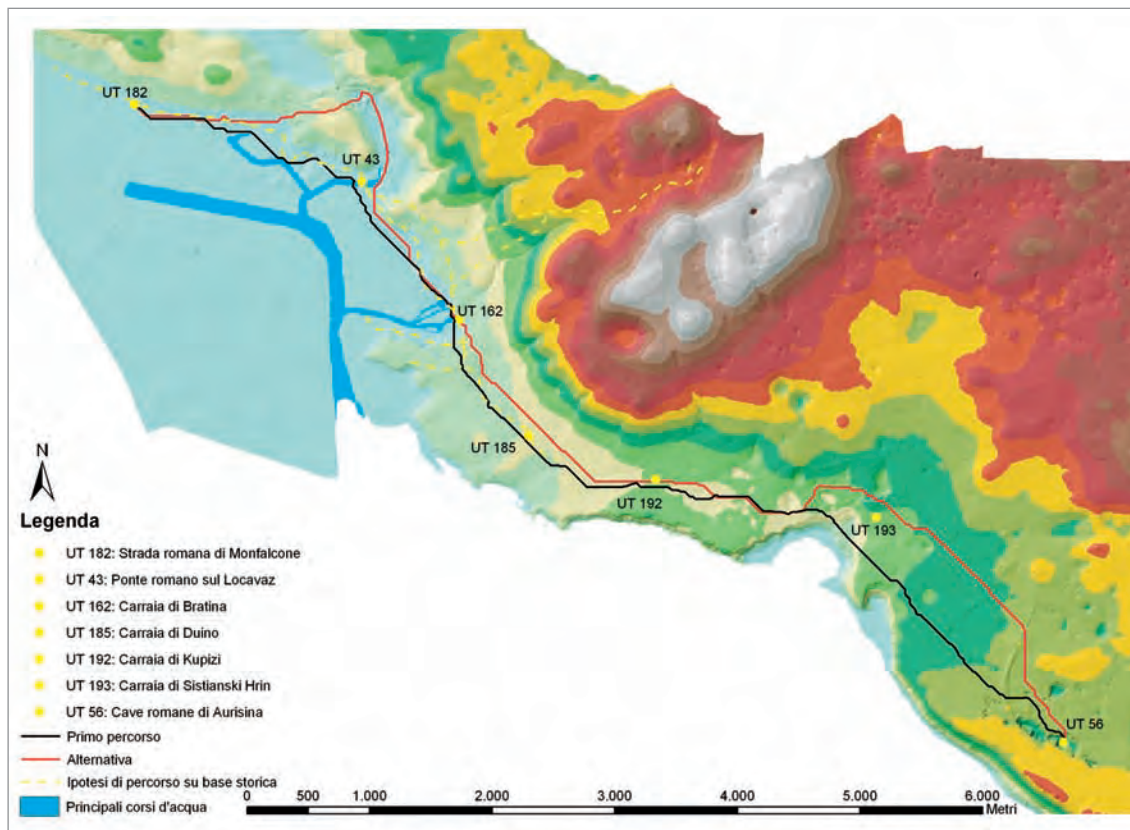 UT 182
UT 43
UT 162
UT 185
UT 192
UT 193
UT 56
N
Legenda
UT 182: Strada romana di Monfalcone
UT 43: Ponte romano sul Locavaz
UT 162: Carraia di Bratina
UT 185: Carraia di Duino
UT 192: Carraia di Kupizi
UT 193: Carraia di Sistianski Hrin
UT 56: Cave romane di Aurisina
Primo percorso
Alternativa
Ipotesi di percorso su base storica
Principali corsi d'acqua
0 500 1.000 2.000 3.000 4.000 5.000 6.000
Metri